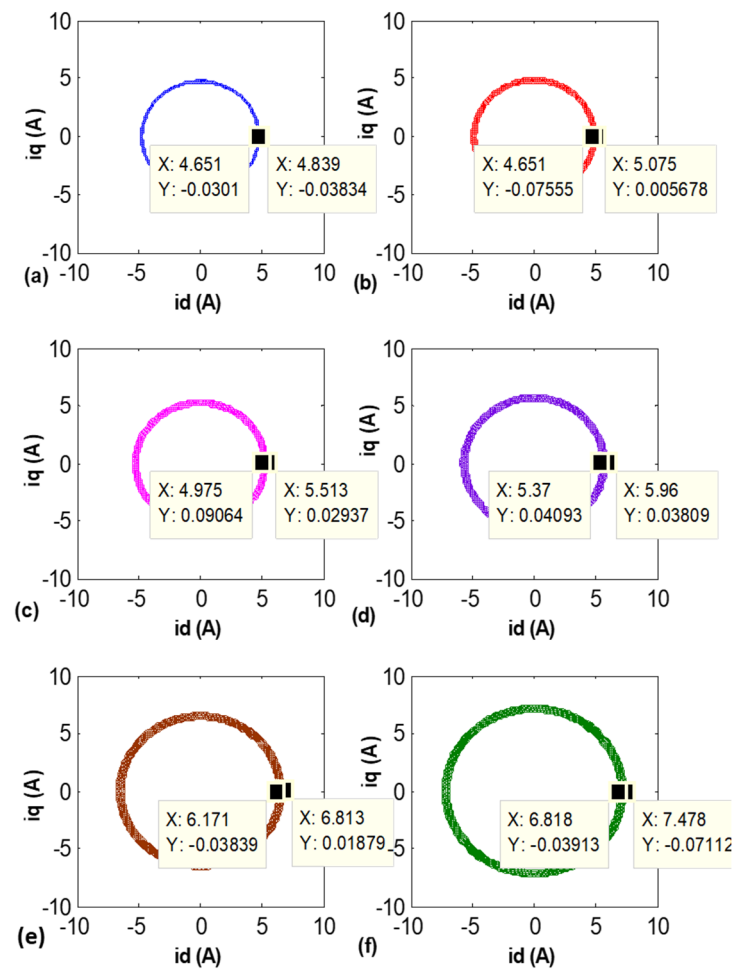 10
5
0
-5
-10
iq (A)
X: 4.651
Y: -0.0301
X: 4.839
Y: -0.03834
-10 -5 0 5 10
id (A)
(a)
10
5
0
-5
-10
iq (A)
X: 4.651
Y: -0.07555
X: 5.075
Y: 0.005678
-10 -5 0 5 10
id (A)
(b)
10
5
0
-5
-10
iq (A)
X: 4.975
Y: 0.09064
X: 5.513
Y: 0.02937
-10 -5 0 5 10
id (A)
(c)
10
5
0
-5
-10
iq (A)
X: 5.37
Y: 0.04093
X: 5.96
Y: 0.03809
-10 -5 0 5 10
id (A)
(d)
10
5
0
-5
-10
iq (A)
X: 6.171
Y: -0.03839
X: 6.813
Y: 0.01879
-10 -5 0 5 10
id (A)
(e)
10
5
0
-5
-10
iq (A)
X: 6.818
Y: -0.03913
X: 7.478
Y: -0.07112
-10 -5 0 5 10
id (A)
(f)